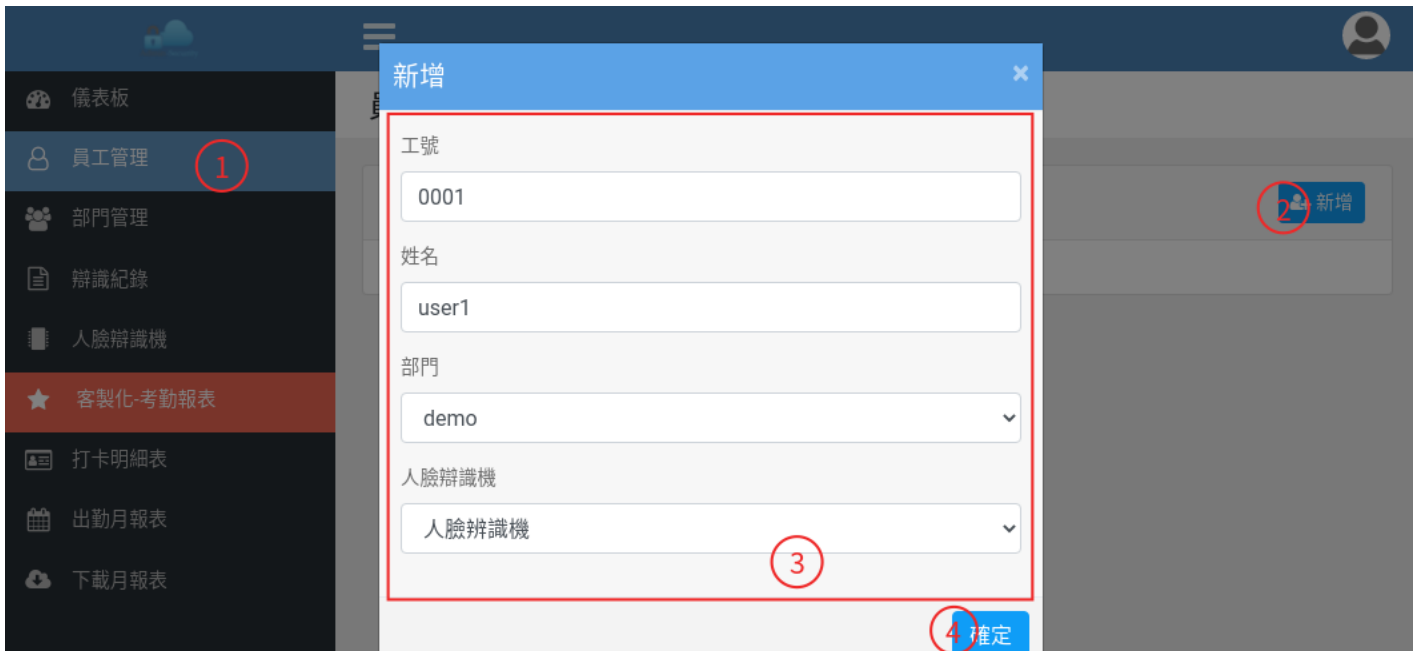 新增
×
儀表板
員工管理
1
部門管理
辯識紀錄
人臉辯識機
客製化-考勤報表
打卡明細表
出勤月報表
下載月報表
工號
0001
姓名
user1
部門
demo
人臉辯識機
人臉辨識機
3
4
確定
2
新增